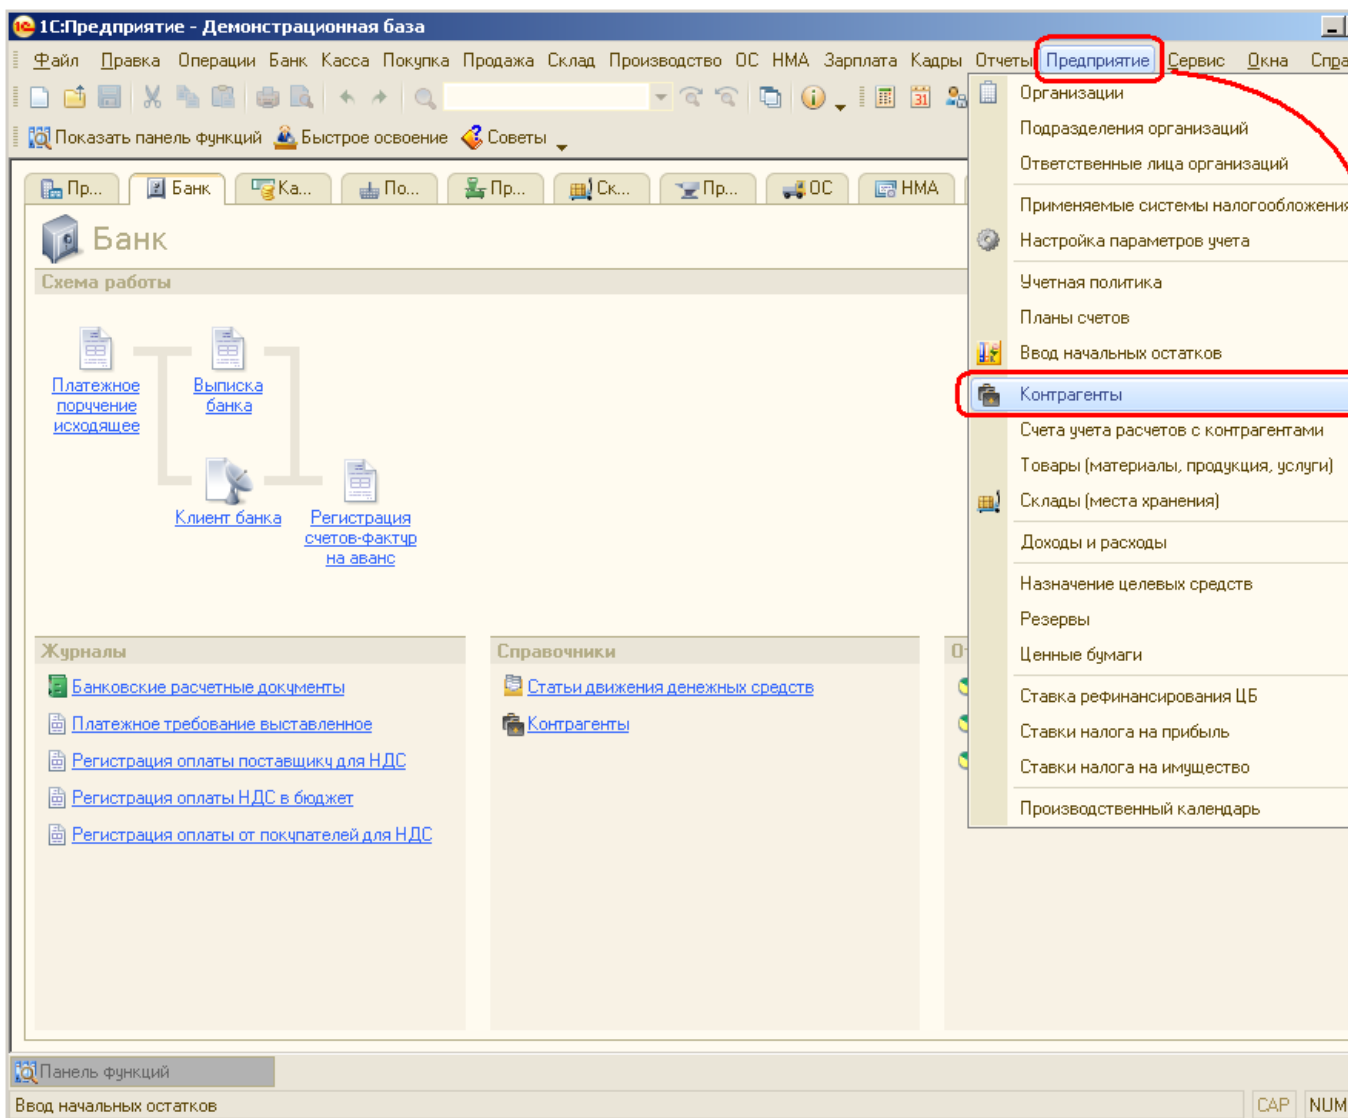 1С:Предприятие - Демонстрационная база
Файл Правка Операции Банк Касса Покупка Продажа Склад Производство ОС НМА Зарплата Кадры Отчеты Предприятие Сервис Окна Спра
Показать панель функций Быстрое освоение Советы
Пр... Банк Ка... По... Пр... Ск... Пр... ОС НМА
Банк
Схема работы
Платежное
поручение
исходящее
Выписка
банка
Клиент банка
Регистрация
счетов-фактур
на аванс
Журналы
Банковские расчетные документы
Платежное требование выставленное
Регистрация оплаты поставщику для НДС
Регистрация оплаты НДС в бюджет
Регистрация оплаты от покупателей для НДС
Справочники
Статьи движения денежных средств
Контрагенты
Организации
Подразделения организаций
Ответственные лица организаций
Применяемые системы налогообложения
Настройка параметров учета
Учетная политика
Планы счетов
Ввод начальных остатков
Контрагенты
Счета учета расчетов с контрагентами
Товары (материалы, продукция, услуги)
Склады (места хранения)
Доходы и расходы
Назначение целевых средств
Резервы
Ценные бумаги
Ставка рефинансирования ЦБ
Ставки налога на прибыль
Ставки налога на имущество
Производственный календарь
Панель функций
Ввод начальных остатков
CAP NUM